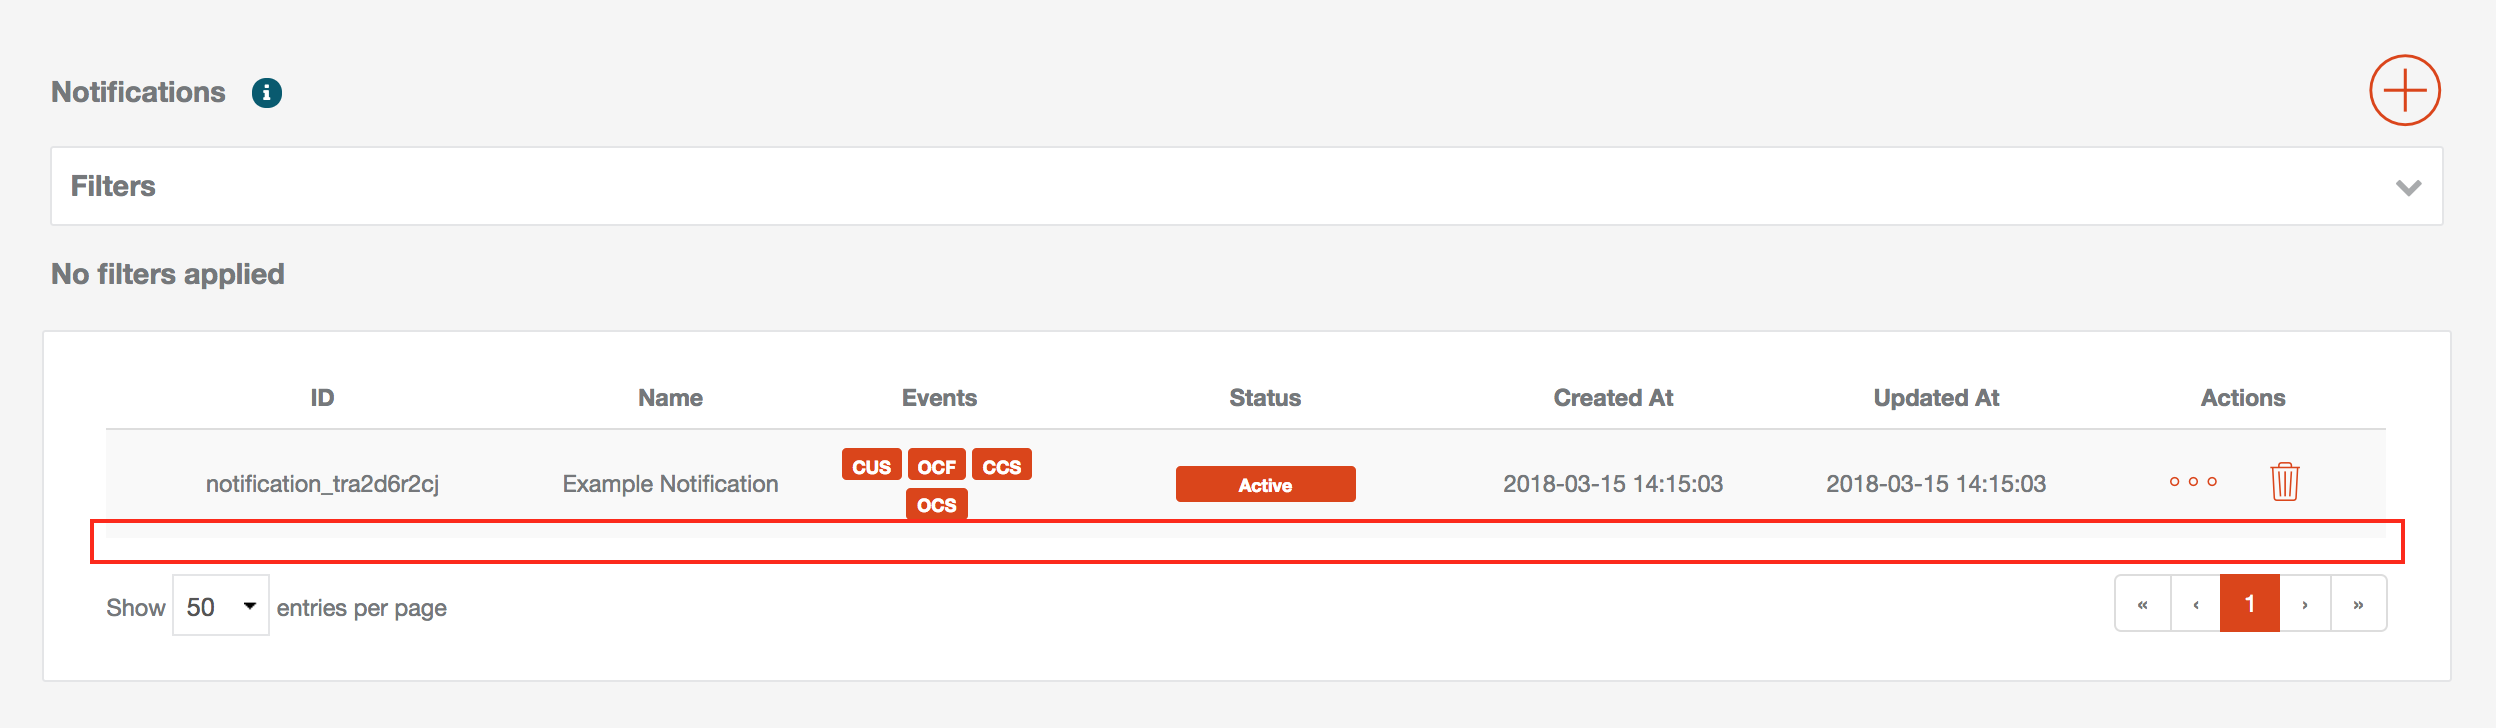 Notifications
Filters
No filters applied
ID Name Events Status Created At Updated At Actions
notification_tra2d6r2cj Example Notification CUS OCF CCS Active 2018-03-15 14:15:03 2018-03-15 14:15:03
OCS
Show 50 entries per page « ‹ 1 › »